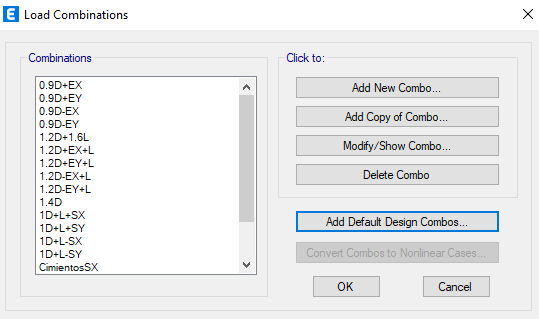 E Load Combinations
Combinations
0.9D+EX
0.9D+EY
0.9D-EX
0.9D-EY
1.2D+1.6L
1.2D+EX+L
1.2D+EY+L
1.2D-EX+L
1.2D-EY+L
1.4D
1D+L+SX
1D+L+SY
1D+L-SX
1D+L-SY
CimientosSX
Click to:
Add New Combo...
Add Copy of Combo...
Modify/Show Combo...
Delete Combo
Add Default Design Combos...
Convert Combos to Nonlinear Cases...
OK
Cancel